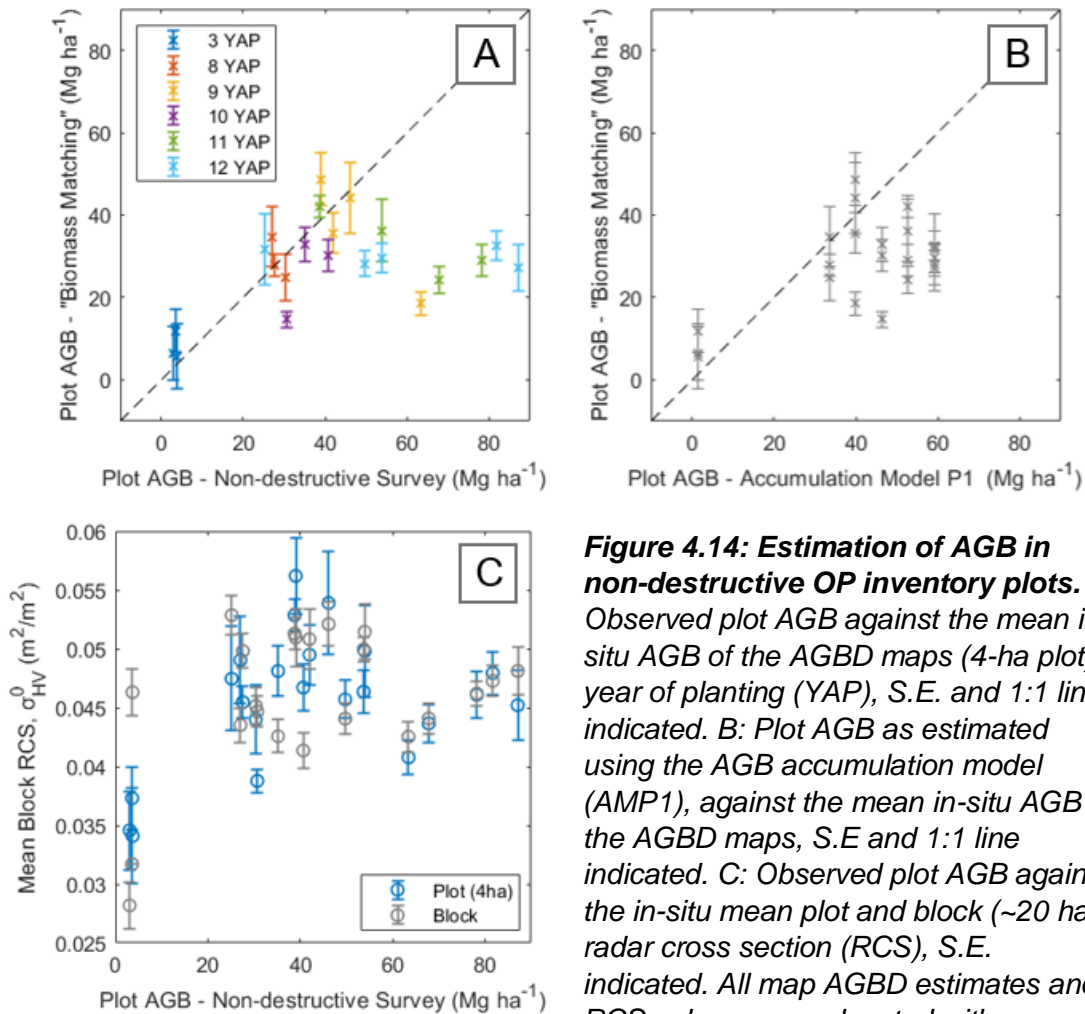 80
60
40
20
0
Plot AGB - "Biomass Matching" (Mg ha-1)
3 YAP
8 YAP
9 YAP
10 YAP
11 YAP
12 YAP
A
0 20 40 60 80
Plot AGB - Non-destructive Survey (Mg ha-1)
80
60
40
20
0
Plot AGB - "Biomass Matching" (Mg ha-1)
B
0 20 40 60 80
Plot AGB - Accumulation Model P1 (Mg ha-1)
0.06
0.055
0.05
0.045
0.04
0.035
0.03
0.025
Mean Block RCS, σ0HV (m2/m2)
C
Plot (4ha)
Block
0 20 40 60 80
Plot AGB - Non-destructive Survey (Mg ha-1)
Figure 4.14: Estimation of AGB in
non-destructive OP inventory plots.
Observed plot AGB against the mean
situ AGB of the AGBD maps (4-ha plot)
year of planting (YAP), S.E. and 1:1
indicated. B: Plot AGB as estimated
using the AGB accumulation model
(AMP1), against the mean in-situ AGB
the AGBD maps, S.E and 1:1 line
indicated. C: Observed plot AGB
the in-situ mean plot and block (~20
radar cross section (RCS), S.E.
indicated. All map AGBD estimates